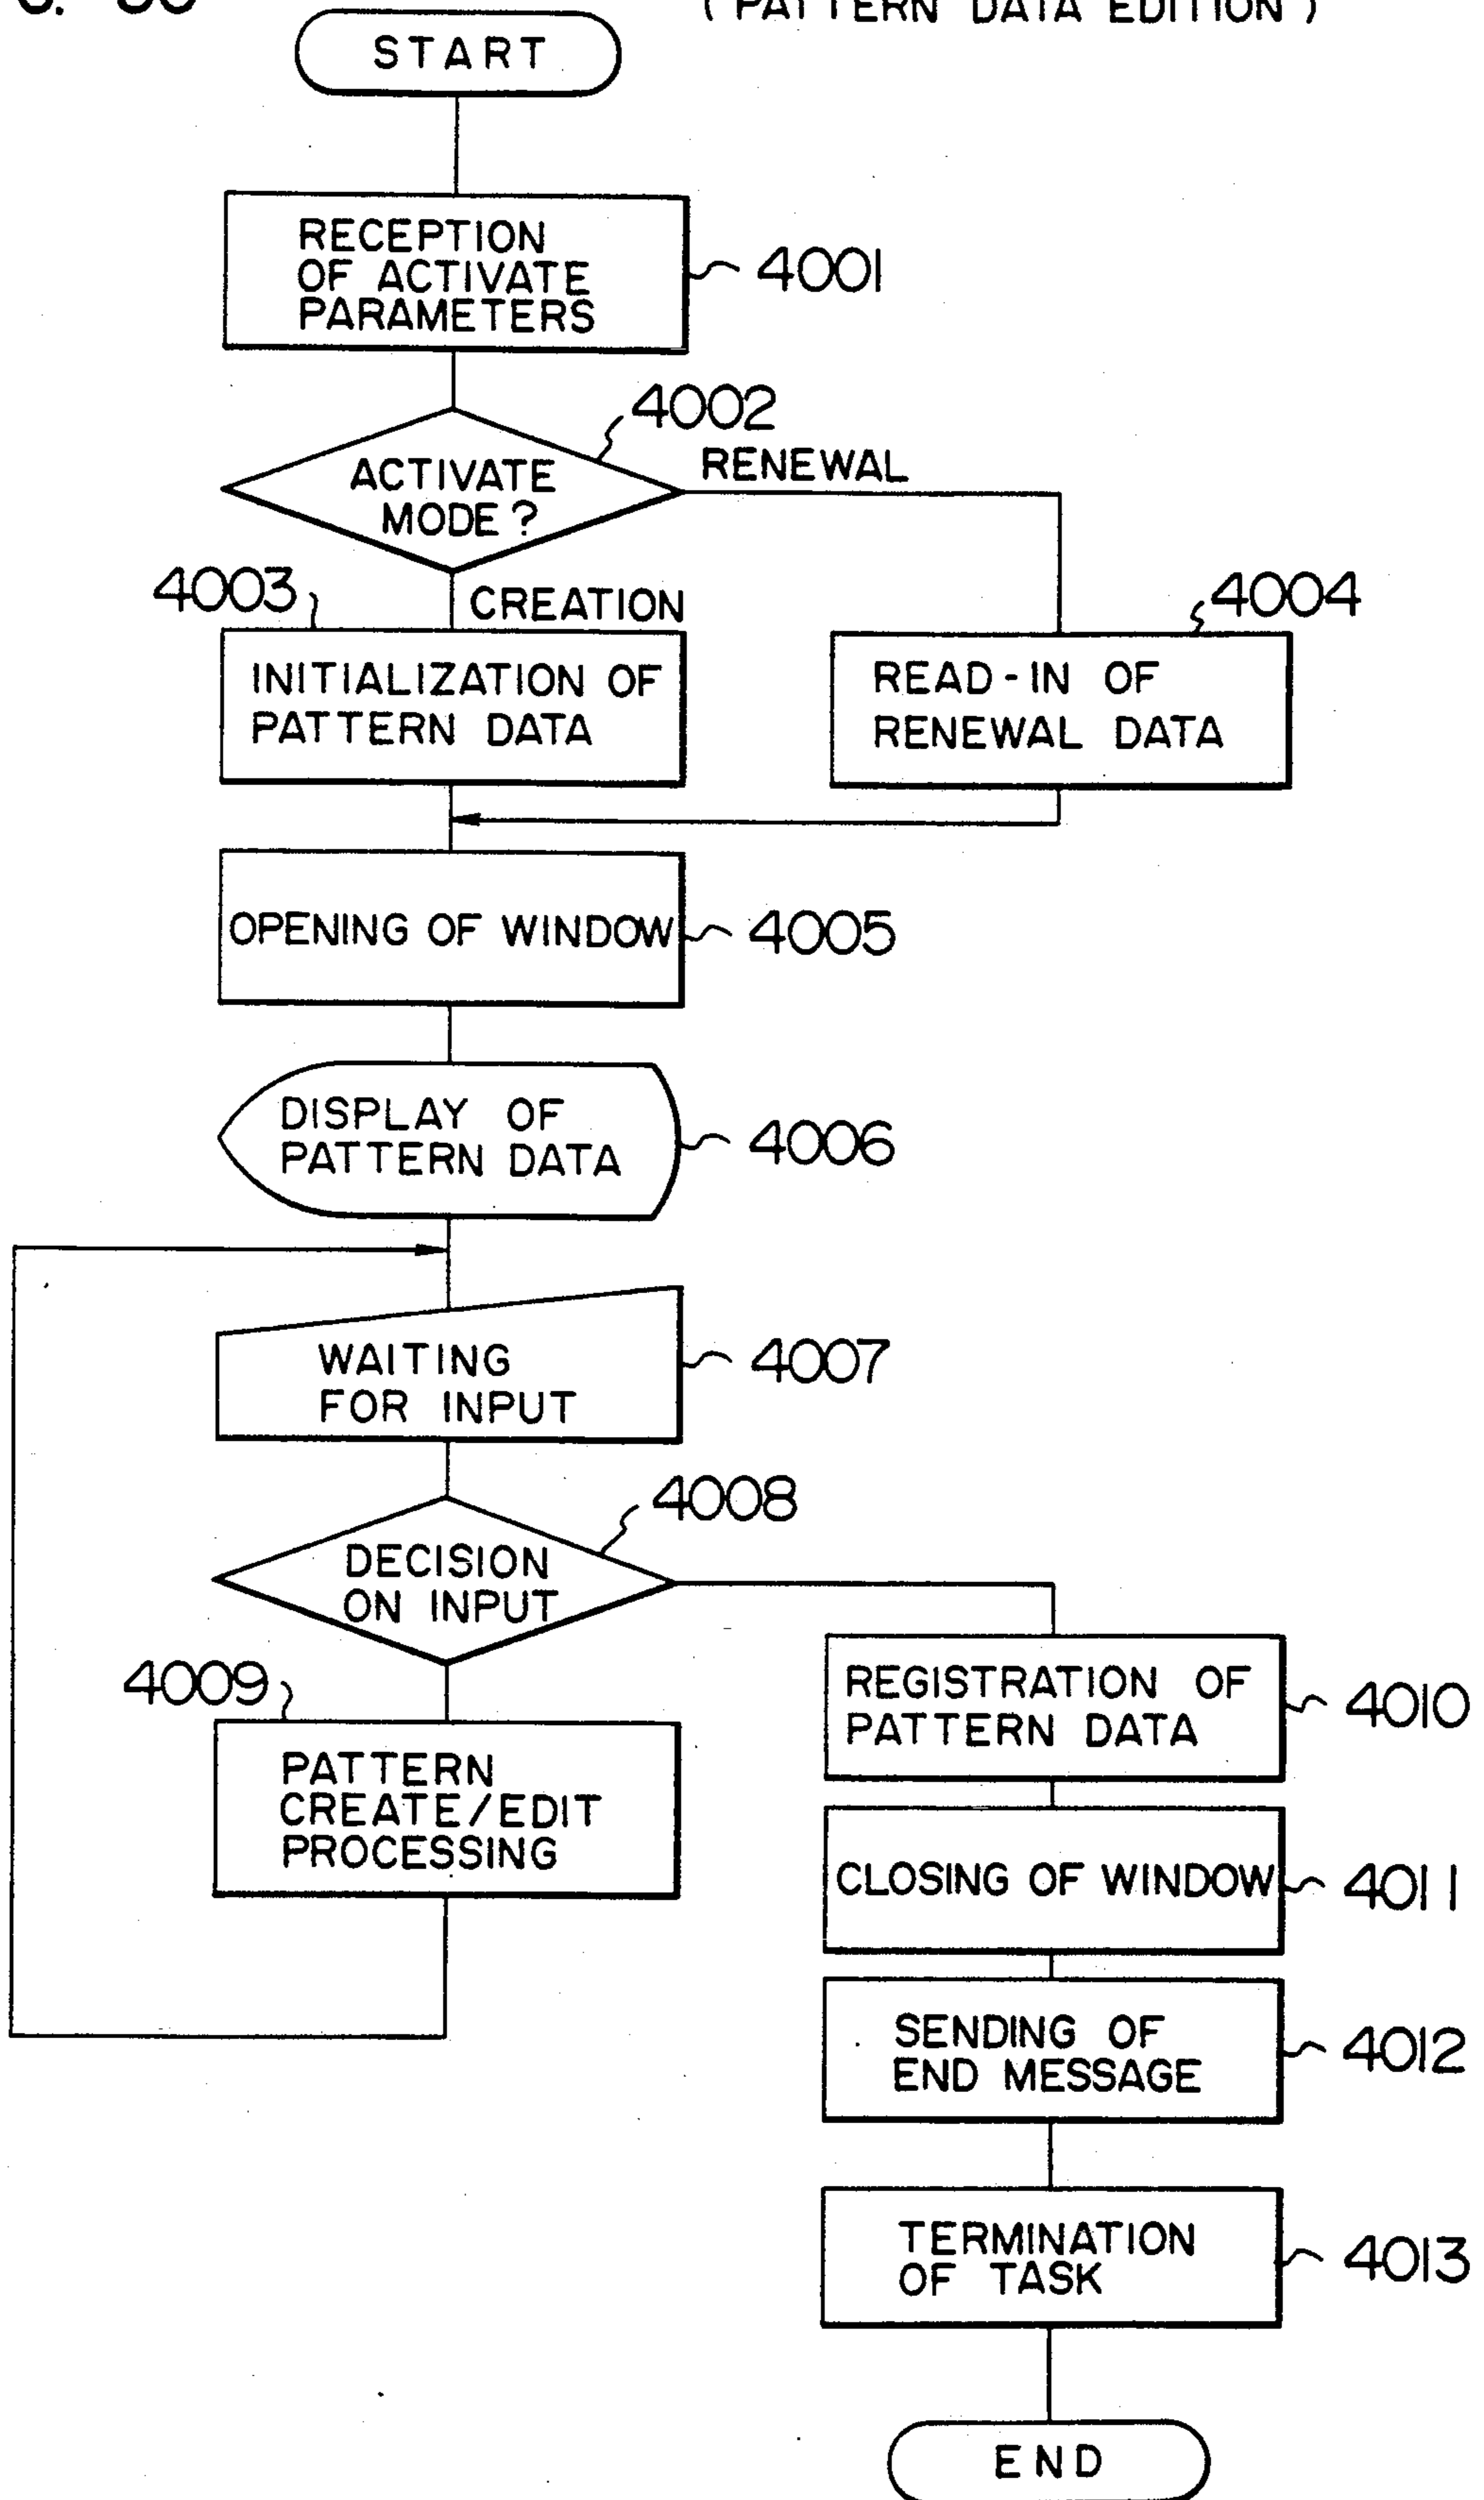 ( PATTERN DATA EDITION )
START
RECEPTION
OF ACTIVATE
PARAMETERS
4001
4002
ACTIVATE
MODE?
RENEWAL
4003
CREATION
4004
INITIALIZATION OF
PATTERN DATA
READ-IN OF
RENEWAL DATA
OPENING OF WINDOW
4005
DISPLAY OF
PATTERN DATA
4006
WAITING
FOR INPUT
4007
4008
DECISION
ON INPUT
4009
PATTERN
CREATE/EDIT
PROCESSING
REGISTRATION OF
PATTERN DATA
4010
CLOSING OF WINDOW
4011
SENDING OF
END MESSAGE
4012
TERMINATION
OF TASK
4013
END